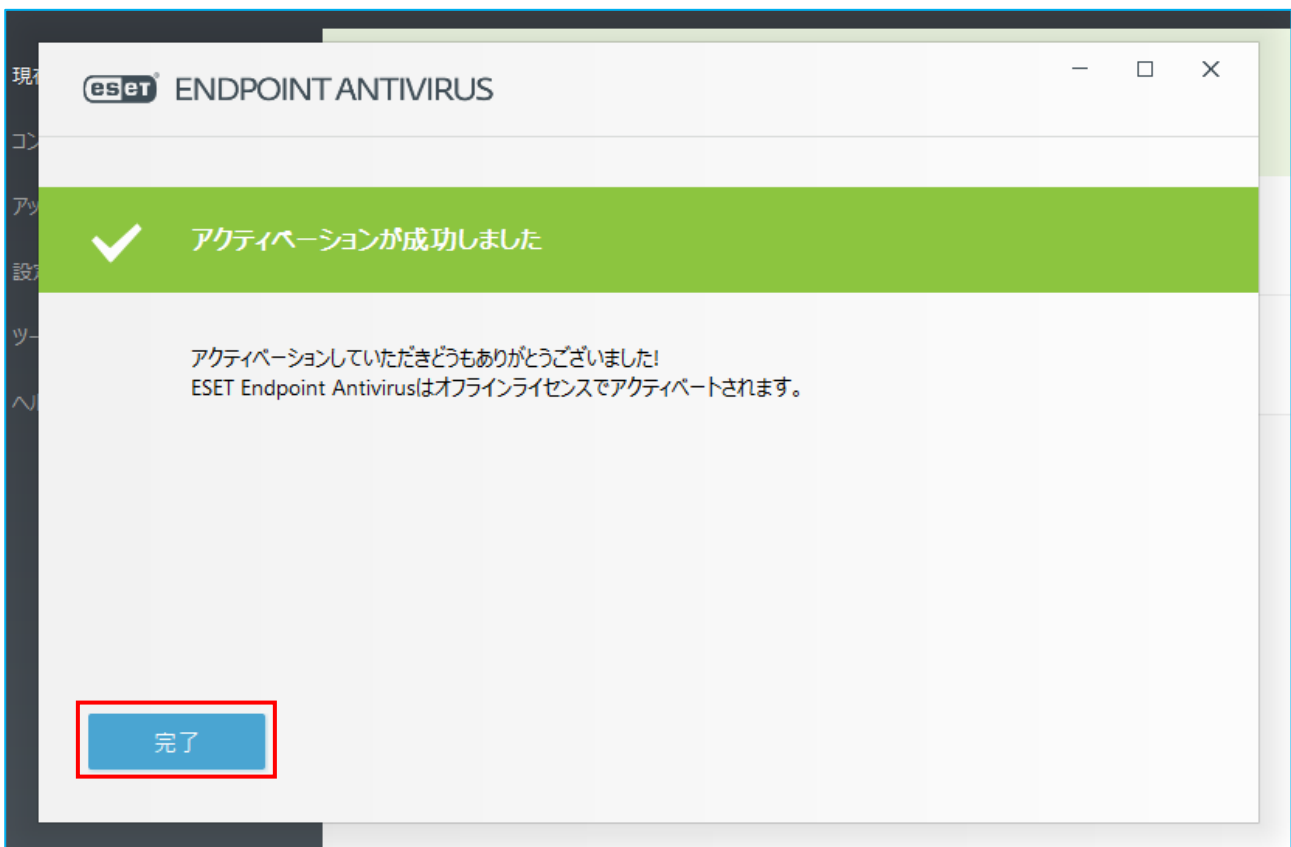 eseT ENDPOINT ANTIVIRUS
アクティベーションが成功しました
アクティベーションしていただきどうもありがとうございました!
ESET Endpoint Antivirusはオフラインライセンスでアクティベートされます。
完了